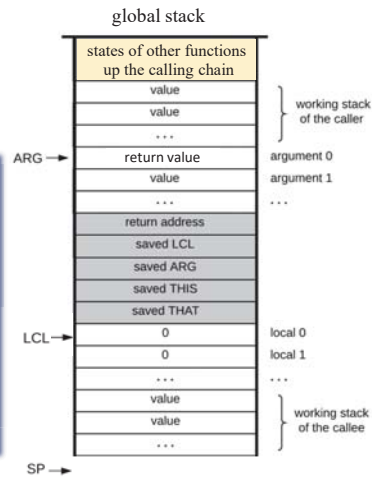 global stack
states of other functions
up the calling chain
value
value
...
working stack
of the caller
ARG
return value
argument 0
value
argument 1
...
...
return address
saved LCL
saved ARG
saved THIS
saved THAT
LCL
0
local 0
0
local 1
...
...
value
value
...
working stack
of the callee
SP